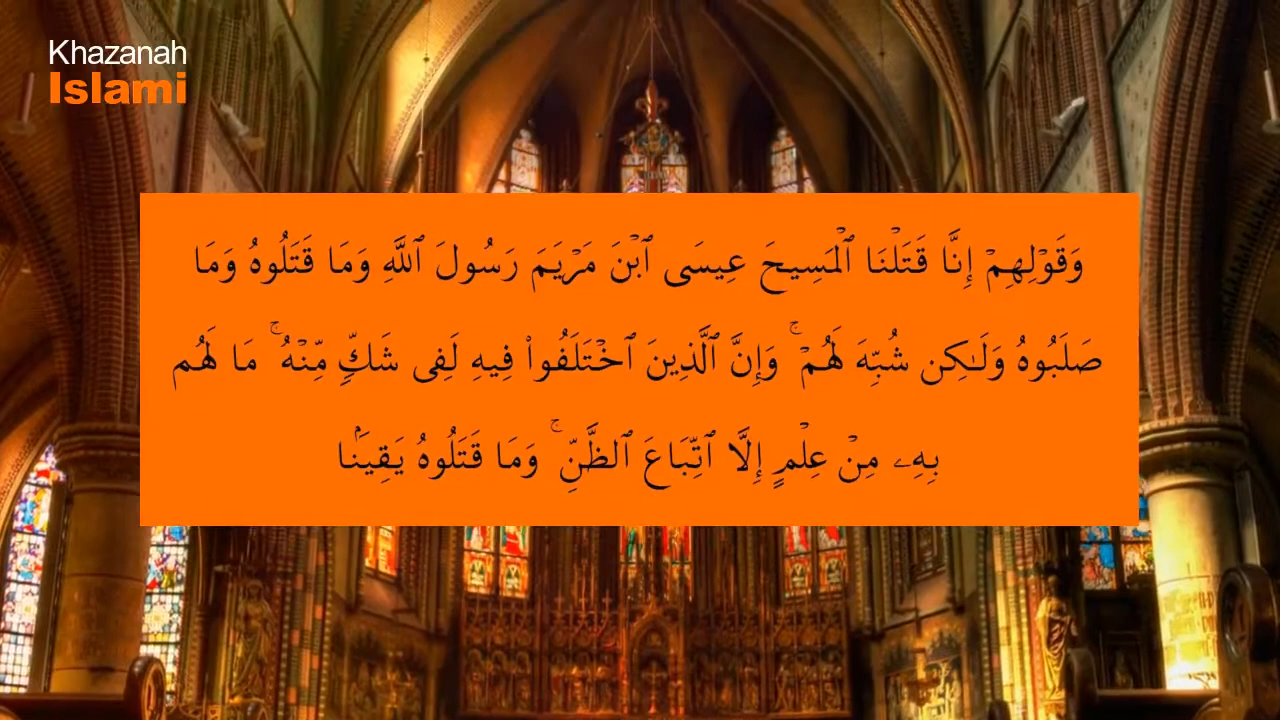 Khazanah
Islami
وَقَوْلِهِمْ إِنَّا قَتَلْنَا ٱلْمَسِيحَ عِيسَى ٱبْنَ مَرْيَمَ رَسُولَ ٱللَّهِ وَمَا قَتَلُوهُ وَمَا
صَلَبُوهُ وَلَـٰكِن شُبِّهَ لَهُمْ ۚ وَإِنَّ ٱلَّذِينَ ٱخْتَلَفُوا۟ فِيهِ لَفِى شَكٍّ مِّنْهُ ۚ مَا لَهُم
بِهِۦ مِنْ عِلْمٍ إِلَّا ٱتِّبَاعَ ٱلظَّنِّ ۚ وَمَا قَتَلُوهُ يَقِينًۢا